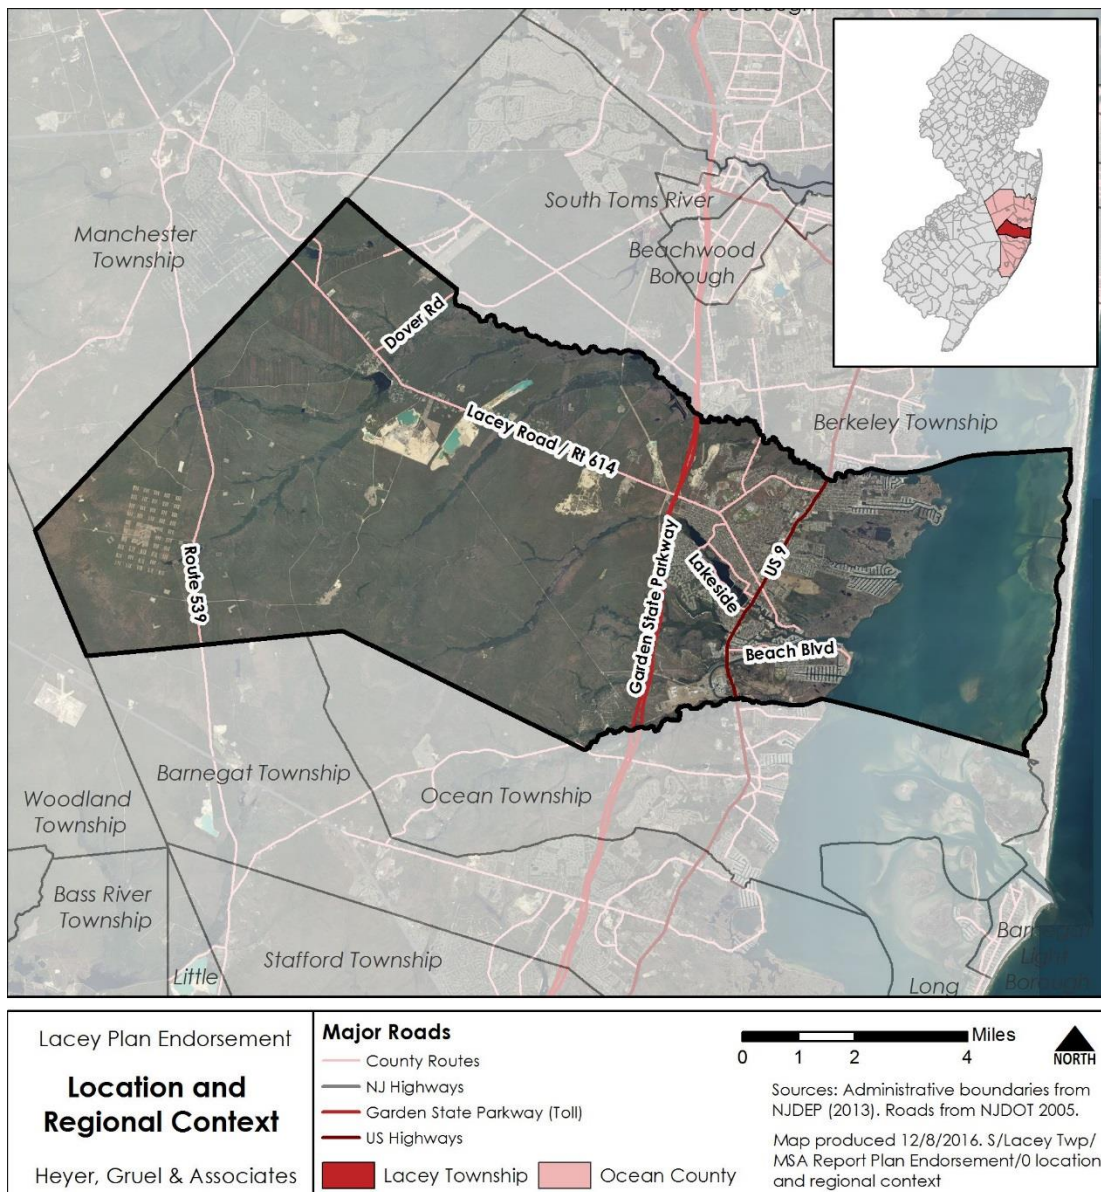 South Toms River
Manchester
Township
Beachwood
Borough
Dover Rd
Lacey Road / Rt 614
Berkeley Township
Route 539
Garden State Parkway
Lakeside
US 9
Beach Blvd
Barnegat Township
Ocean Township
Woodland
Township
Bass River
Township
Stafford Township
Little
Long
Light
Borough
Lacey Plan Endorsement
Location and
Regional Context
Heyer, Gruel & Associates
Major Roads
County Routes
NJ Highways
Garden State Parkway (Toll)
US Highways
Lacey Township
Ocean County
Miles
0 1 2 4
NORTH
Sources: Administrative boundaries from
NJDEP (2013). Roads from NJDOT 2005.
Map produced 12/8/2016. S/Lacey Twp/
MSA Report Plan Endorsement/0 location
and regional context